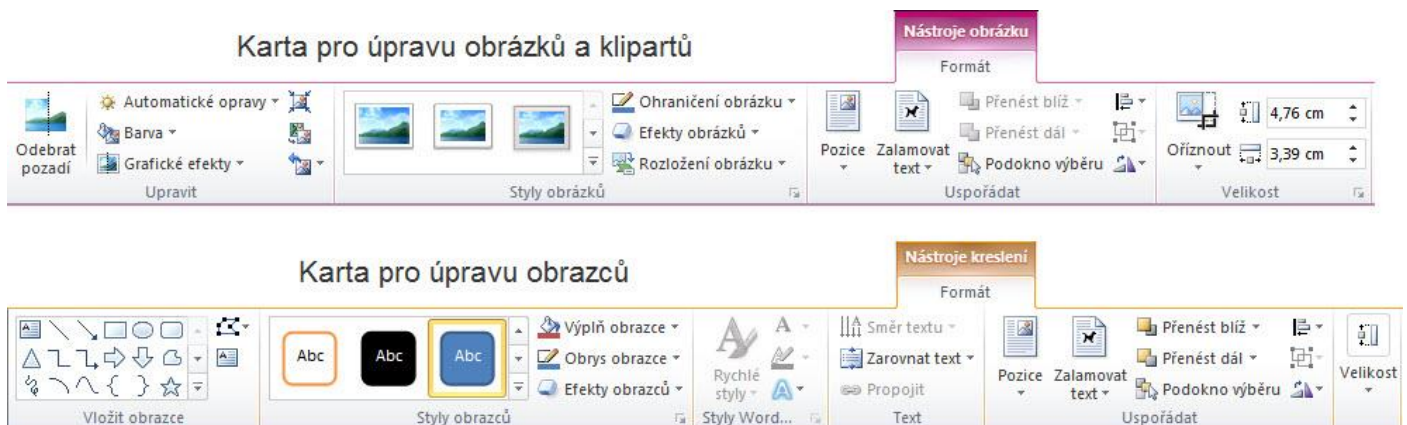 Karta pro úpravu obrázků a klipartů
Nástroje obrázku
Formát
Odebrat pozadí
Automatické opravy
Barva
Grafické efekty
Upravit
Ohraničení obrázku
Efekty obrázků
Rozložení obrázku
Styly obrázků
Pozice
Zalamovat text
Přenést blíž
Přenést dál
Podokno výběru
Uspořádat
Oříznout
4,76 cm
3,39 cm
Velikost
Karta pro úpravu obrazců
Nástroje kreslení
Formát
Vložit obrazce
Abc
Abc
Abc
Výplň obrazce
Obrys obrazce
Efekty obrazců
Styly obrazců
Rychlé styly
Styly Word...
Směr textu
Zarovnat text
Propojit
Text
Pozice
Zalamovat text
Přenést blíž
Přenést dál
Podokno výběru
Uspořádat
Velikost